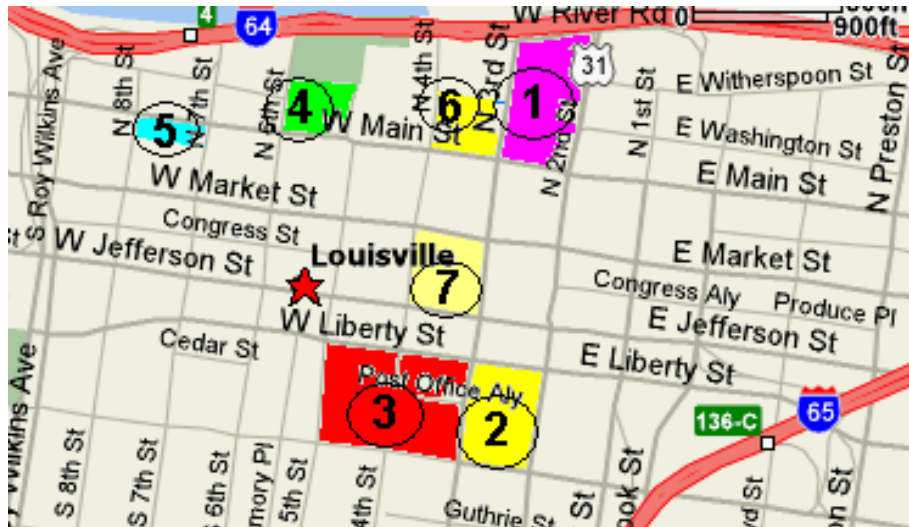 4
64
W River Rd
0
900ft
N 8th St
N 4th St
N 3rd St
31
E Witherspoon St
S Roy Wilkins Ave
4
6
1
5
W Main St
N 2nd St
N 1st St
E Washington St
N Preston St
W Market St
E Main St
Congress St
W Jefferson St
Louisville
7
E Market St
Congress Aly
Produce Pl
W Liberty St
E Jefferson St
Cedar St
E Liberty St
Post Office Aly
3
2
136-C
65
Wilkins Ave
S 8th St
S 7th St
S 6th St
5th St
4th St
Guthrie St
St